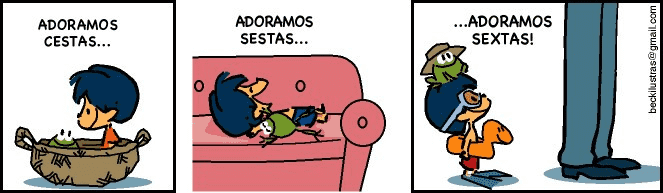 ADORAMOS
CESTAS...
ADORAMOS
SESTAS...
...ADORAMOS
SEXTAS!
beckilustras@gmail.com